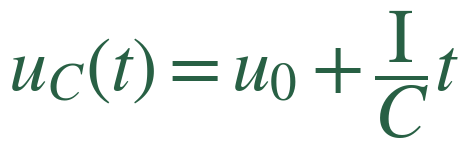 u_C(t) = u_0 + \frac{I}{C} t